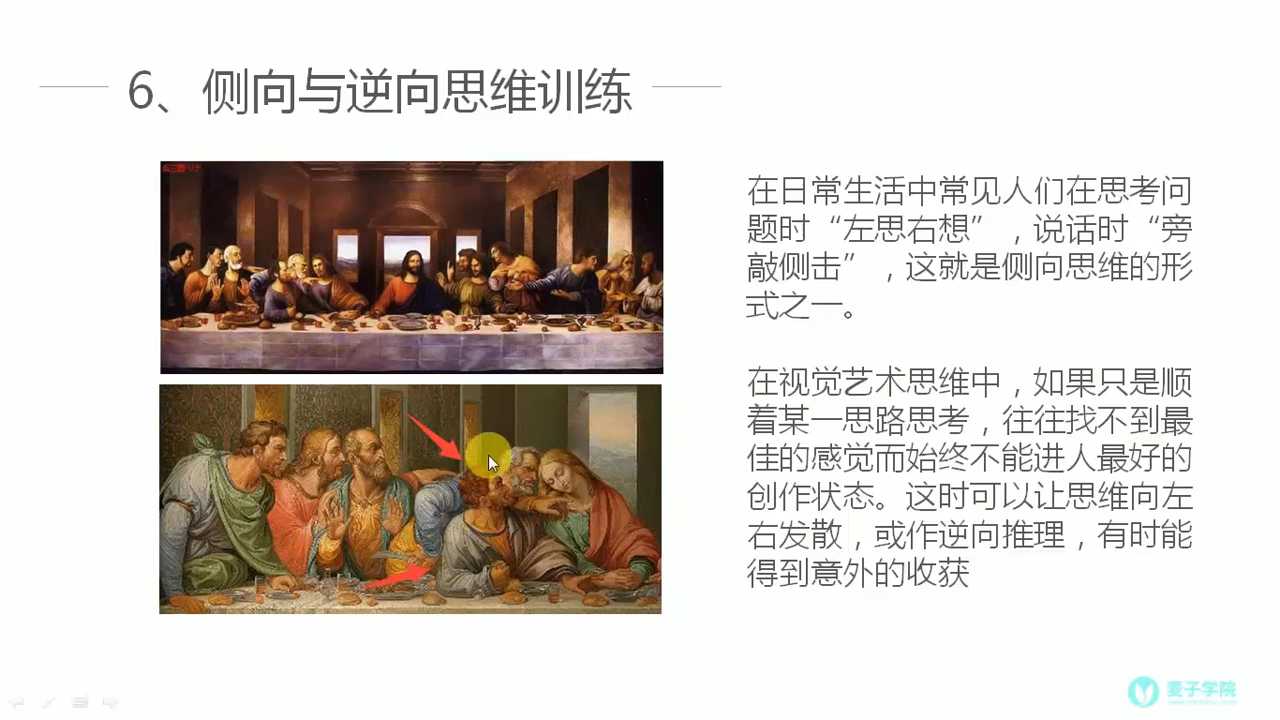 6、侧向与逆向思维训练
在日常生活中常见人们在思考问
题时“左思右想”，说话时“旁
敲侧击”，这就是侧向思维的形
式之一。
在视觉艺术思维中，如果只是顺
着某一思路思考，往往找不到最
佳的感觉而始终不能进人最好的
创作状态。这时可以让思维向左
右发散，或作逆向推理，有时能
得到意外的收获
麦子学院